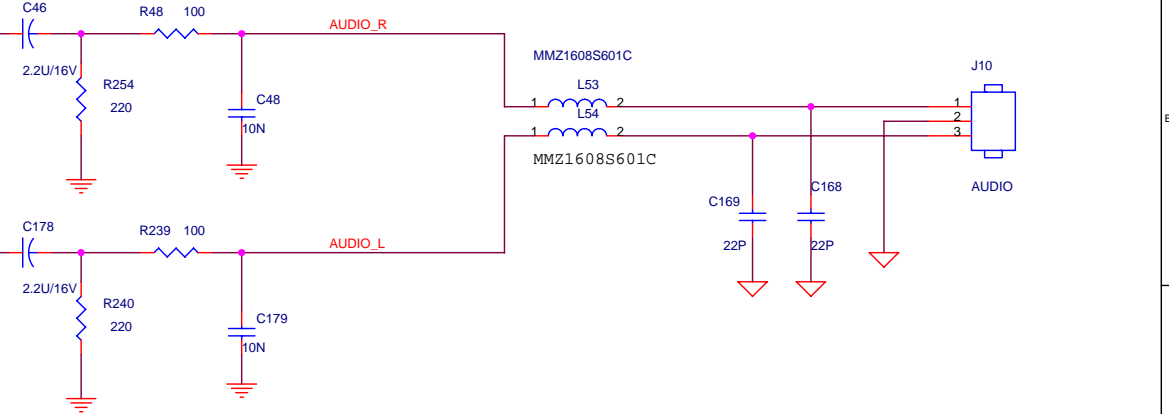 C46
R48 100
AUDIO_R
2.2U/16V
R254
220
C48
10N
MMZ1608S601C
L53
1 2
L54
1 2
MMZ1608S601C
J10
1
2
3
AUDIO
B
C169
22P
C168
22P
C178
R239 100
AUDIO_L
2.2U/16V
R240
220
C179
10N